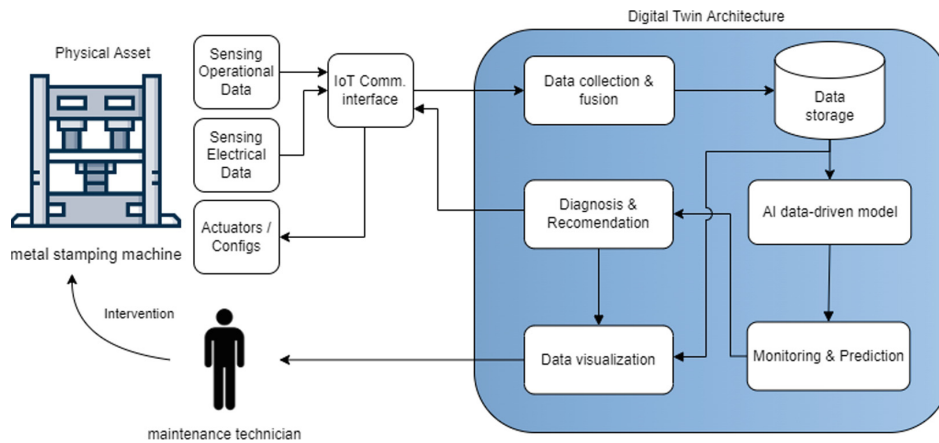 Digital Twin Architecture
Physical Asset
Sensing
Operational
Data
IoT Comm.
interface
Data collection &
fusion
Data
storage
Sensing
Electrical
Data
Actuators /
Configs
Diagnosis &
Recomendation
AI data-driven model
metal stamping machine
Intervention
Data visualization
Monitoring & Prediction
maintenance technician